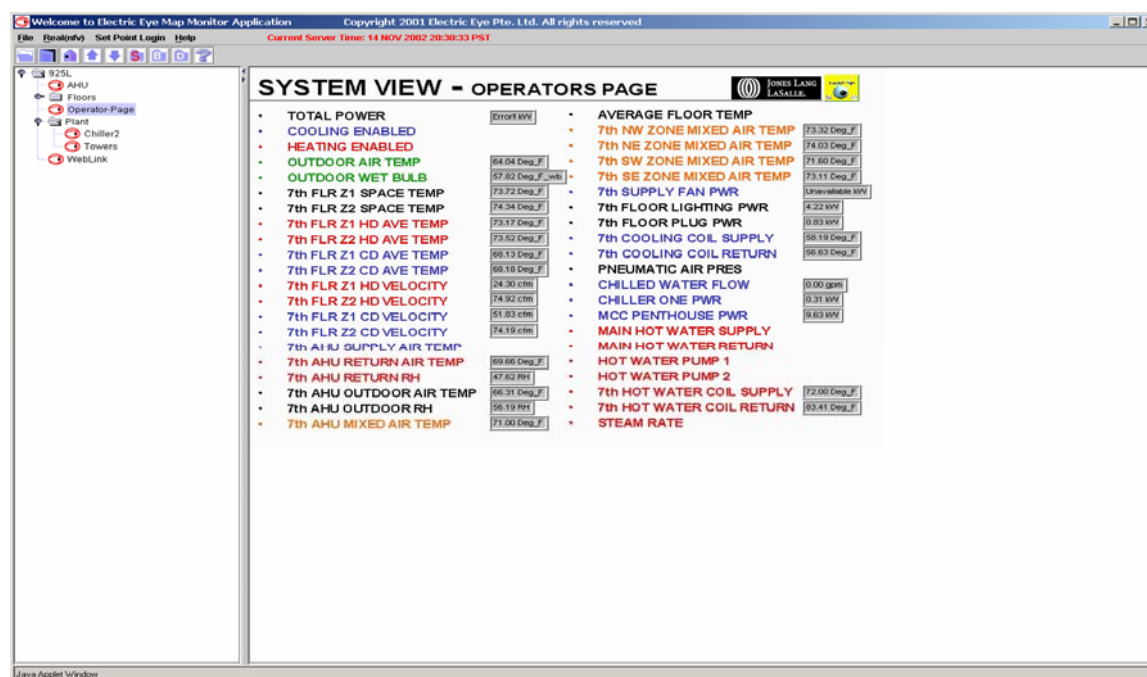 Welcome to Electric Eye Map Monitor Application Copyright 2001 Electric Eye Pte. Ltd. All rights reserved
File Real(nfv) Set Point Login Help Current Server Time: 14 NOV 2002 20:30:33 PST
925L
AHU
Floors
Operator-Page
Plant
Chiller2
Towers
WebLink
SYSTEM VIEW - OPERATORS PAGE
JONES LANG
LASALLE.
TOTAL POWER Error!! kW
COOLING ENABLED
HEATING ENABLED
OUTDOOR AIR TEMP 64.04 Deg_F
OUTDOOR WET BULB 57.82 Deg_F_wb
7th FLR Z1 SPACE TEMP 73.72 Deg_F
7th FLR Z2 SPACE TEMP 74.34 Deg_F
7th FLR Z1 HD AVE TEMP 73.17 Deg_F
7th FLR Z2 HD AVE TEMP 73.52 Deg_F
7th FLR Z1 CD AVE TEMP 68.13 Deg_F
7th FLR Z2 CD AVE TEMP 68.18 Deg_F
7th FLR Z1 HD VELOCITY 24.30 cfm
7th FLR Z2 HD VELOCITY 74.92 cfm
7th FLR Z1 CD VELOCITY 51.83 cfm
7th FLR Z2 CD VELOCITY 74.19 cfm
7th AHU SUPPLY AIR TEMP
7th AHU RETURN AIR TEMP 69.66 Deg_F
7th AHU RETURN RH 47.62 RH
7th AHU OUTDOOR AIR TEMP 66.31 Deg_F
7th AHU OUTDOOR RH 56.19 RH
7th AHU MIXED AIR TEMP 71.00 Deg_F
AVERAGE FLOOR TEMP
7th NW ZONE MIXED AIR TEMP 73.32 Deg_F
7th NE ZONE MIXED AIR TEMP 74.03 Deg_F
7th SW ZONE MIXED AIR TEMP 71.60 Deg_F
7th SE ZONE MIXED AIR TEMP 73.11 Deg_F
7th SUPPLY FAN PWR Unavailable kW
7th FLOOR LIGHTING PWR 4.22 kW
7th FLOOR PLUG PWR 0.83 kW
7th COOLING COIL SUPPLY 58.19 Deg_F
7th COOLING COIL RETURN 56.63 Deg_F
PNEUMATIC AIR PRES
CHILLED WATER FLOW 0.00 gpm
CHILLER ONE PWR 0.31 kW
MCC PENTHOUSE PWR 9.63 kW
MAIN HOT WATER SUPPLY
MAIN HOT WATER RETURN
HOT WATER PUMP 1
HOT WATER PUMP 2
7th HOT WATER COIL SUPPLY 72.00 Deg_F
7th HOT WATER COIL RETURN 83.41 Deg_F
STEAM RATE
Java Applet Window